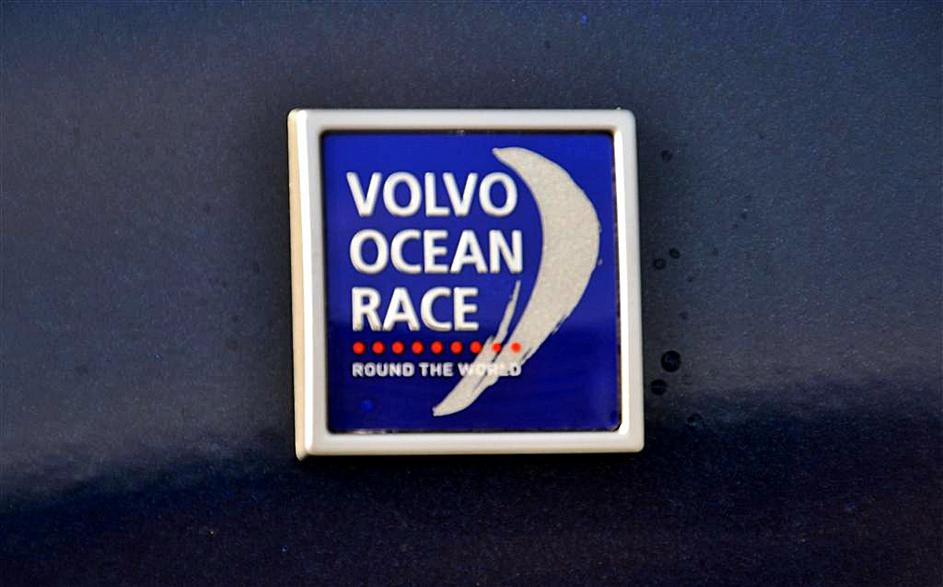 VOLVO
OCEAN
RACE
ROUND THE WORLD